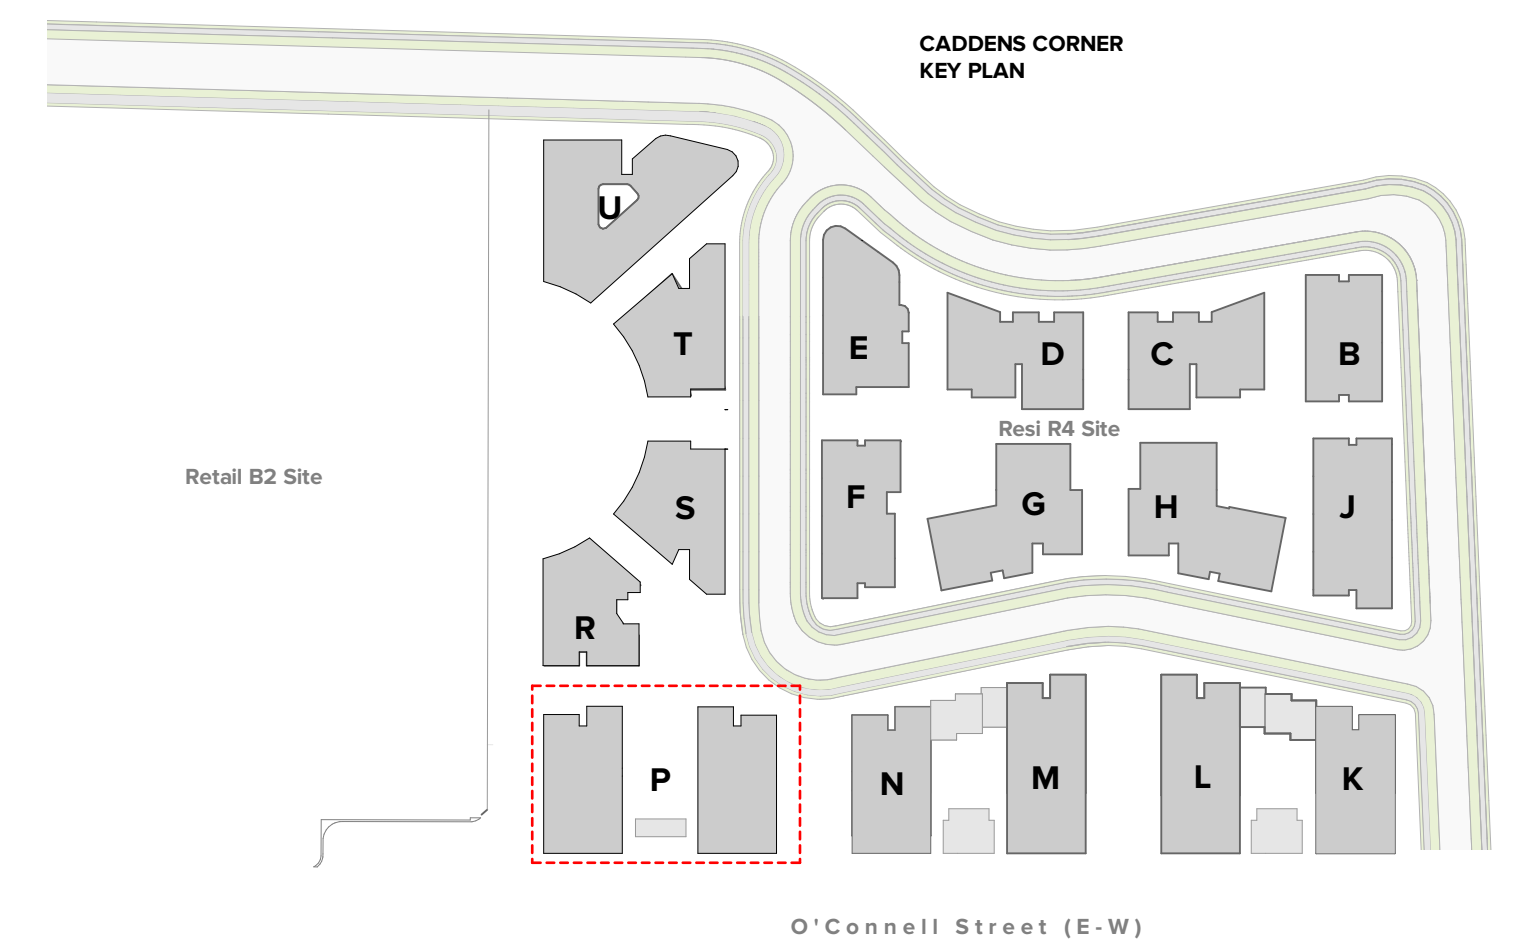 CADDENS CORNER
KEY PLAN
U
T
E
D
C
B
Resi R4 Site
Retail B2 Site
F
G
H
J
S
R
P
N
M
L
K
O'Connell Street (E-W)